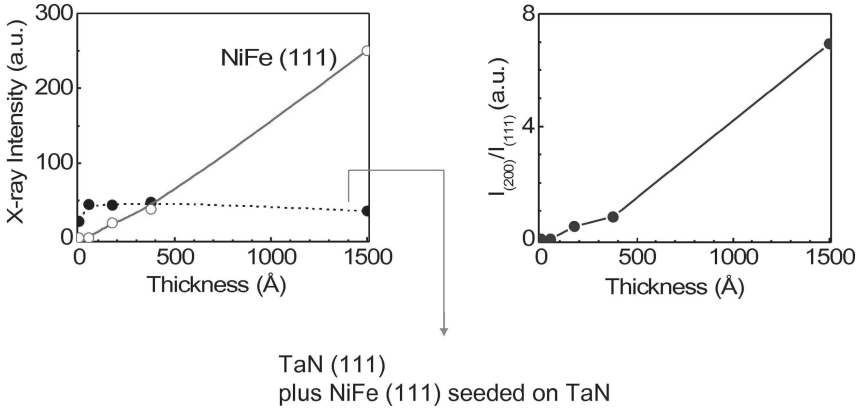 300
200
100
0
X-ray Intensity (a.u.)
NiFe (111)
0
500
1000
1500
Thickness (Å)
8
4
0
I(200)/I(111) (a.u.)
0
500
1000
1500
Thickness (Å)
TaN (111)
plus NiFe (111) seeded on TaN